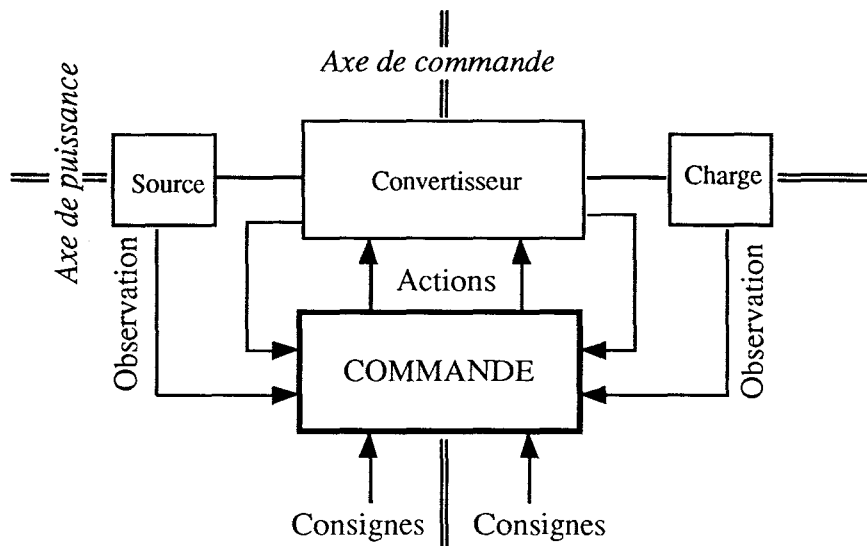 Axe de commande
Axe de puissance
Source
Convertisseur
Charge
Observation
Actions
Observation
COMMANDE
Consignes
Consignes